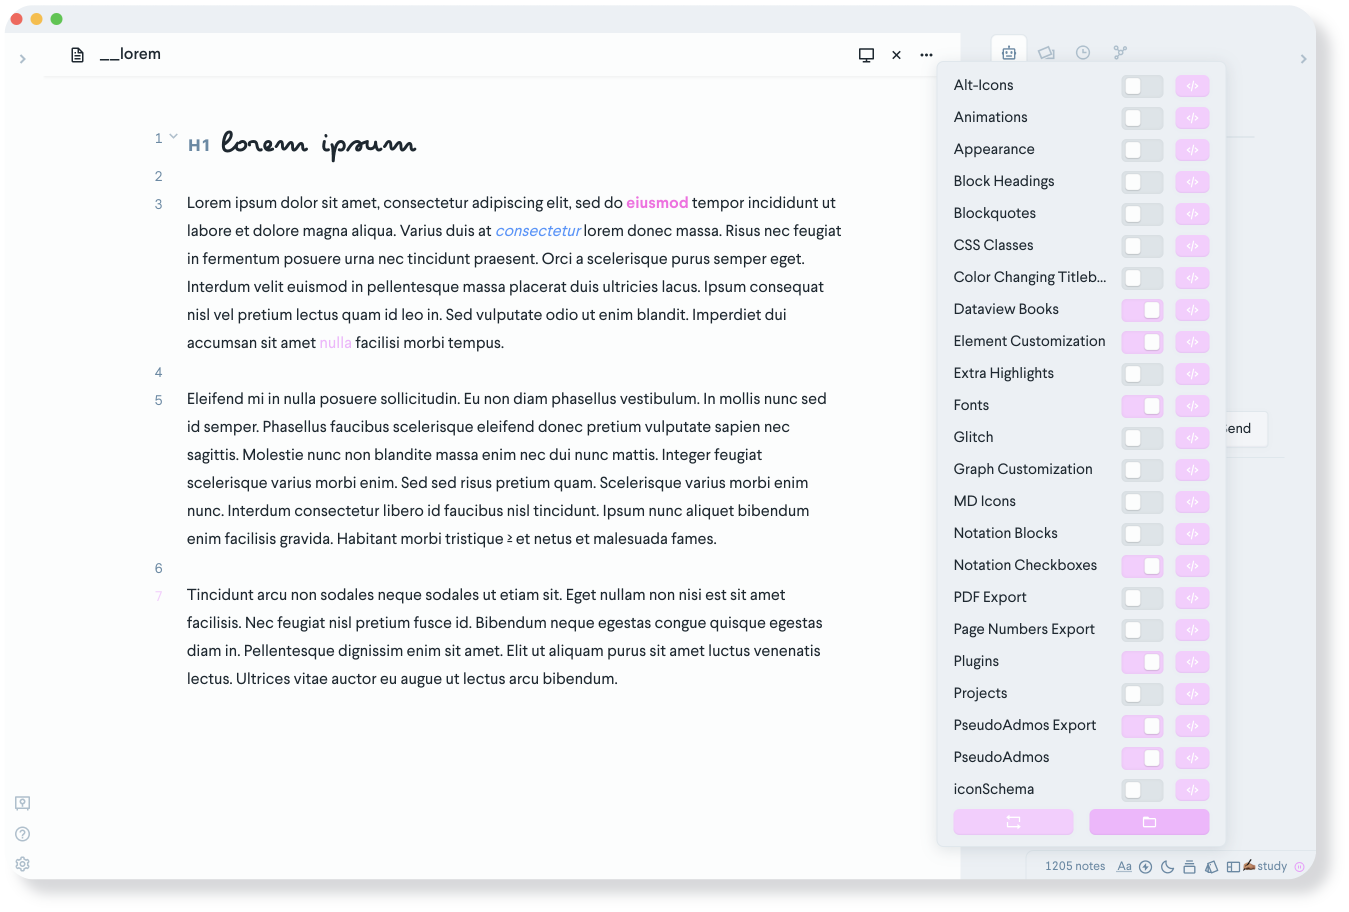 __lorem
1
H1 lorem ipsum
2
3
Lorem ipsum dolor sit amet, consectetur adipiscing elit, sed do eiusmod tempor incididunt ut
labore et dolore magna aliqua. Varius duis at consectetur lorem donec massa. Risus nec feugiat
in fermentum posuere urna nec tincidunt praesent. Orci a scelerisque purus semper eget.
Interdum velit euismod in pellentesque massa placerat duis ultricies lacus. Ipsum consequat
nisl vel pretium lectus quam id leo in. Sed vulputate odio ut enim blandit. Imperdiet dui
accumsan sit amet nulla facilisi morbi tempus.
4
5
Eleifend mi in nulla posuere sollicitudin. Eu non diam phasellus vestibulum. In mollis nunc sed
id semper. Phasellus faucibus scelerisque eleifend donec pretium vulputate sapien nec
sagittis. Molestie nunc non blandite massa enim nec dui nunc mattis. Integer feugiat
scelerisque varius morbi enim. Sed sed risus pretium quam. Scelerisque varius morbi enim
nunc. Interdum consectetur libero id faucibus nisl tincidunt. Ipsum nunc aliquet bibendum
enim facilisis gravida. Habitant morbi tristique et netus et malesuada fames.
6
7
Tincidunt arcu non sodales neque sodales ut etiam sit. Eget nullam non nisi est sit amet
facilisis. Nec feugiat nisl pretium fusce id. Bibendum neque egestas congue quisque egestas
diam in. Pellentesque dignissim enim sit amet. Elit ut aliquam purus sit amet luctus venenatis
lectus. Ultrices vitae auctor eu augue ut lectus arcu bibendum.
Alt-Icons
Animations
Appearance
Block Headings
Blockquotes
CSS Classes
Color Changing Titleb...
Dataview Books
Element Customization
Extra Highlights
Fonts
Glitch
Graph Customization
MD Icons
Notation Blocks
Notation Checkboxes
PDF Export
Page Numbers Export
Plugins
Projects
PseudoAdmos Export
PseudoAdmos
iconSchema
end
1205 notes Aa study